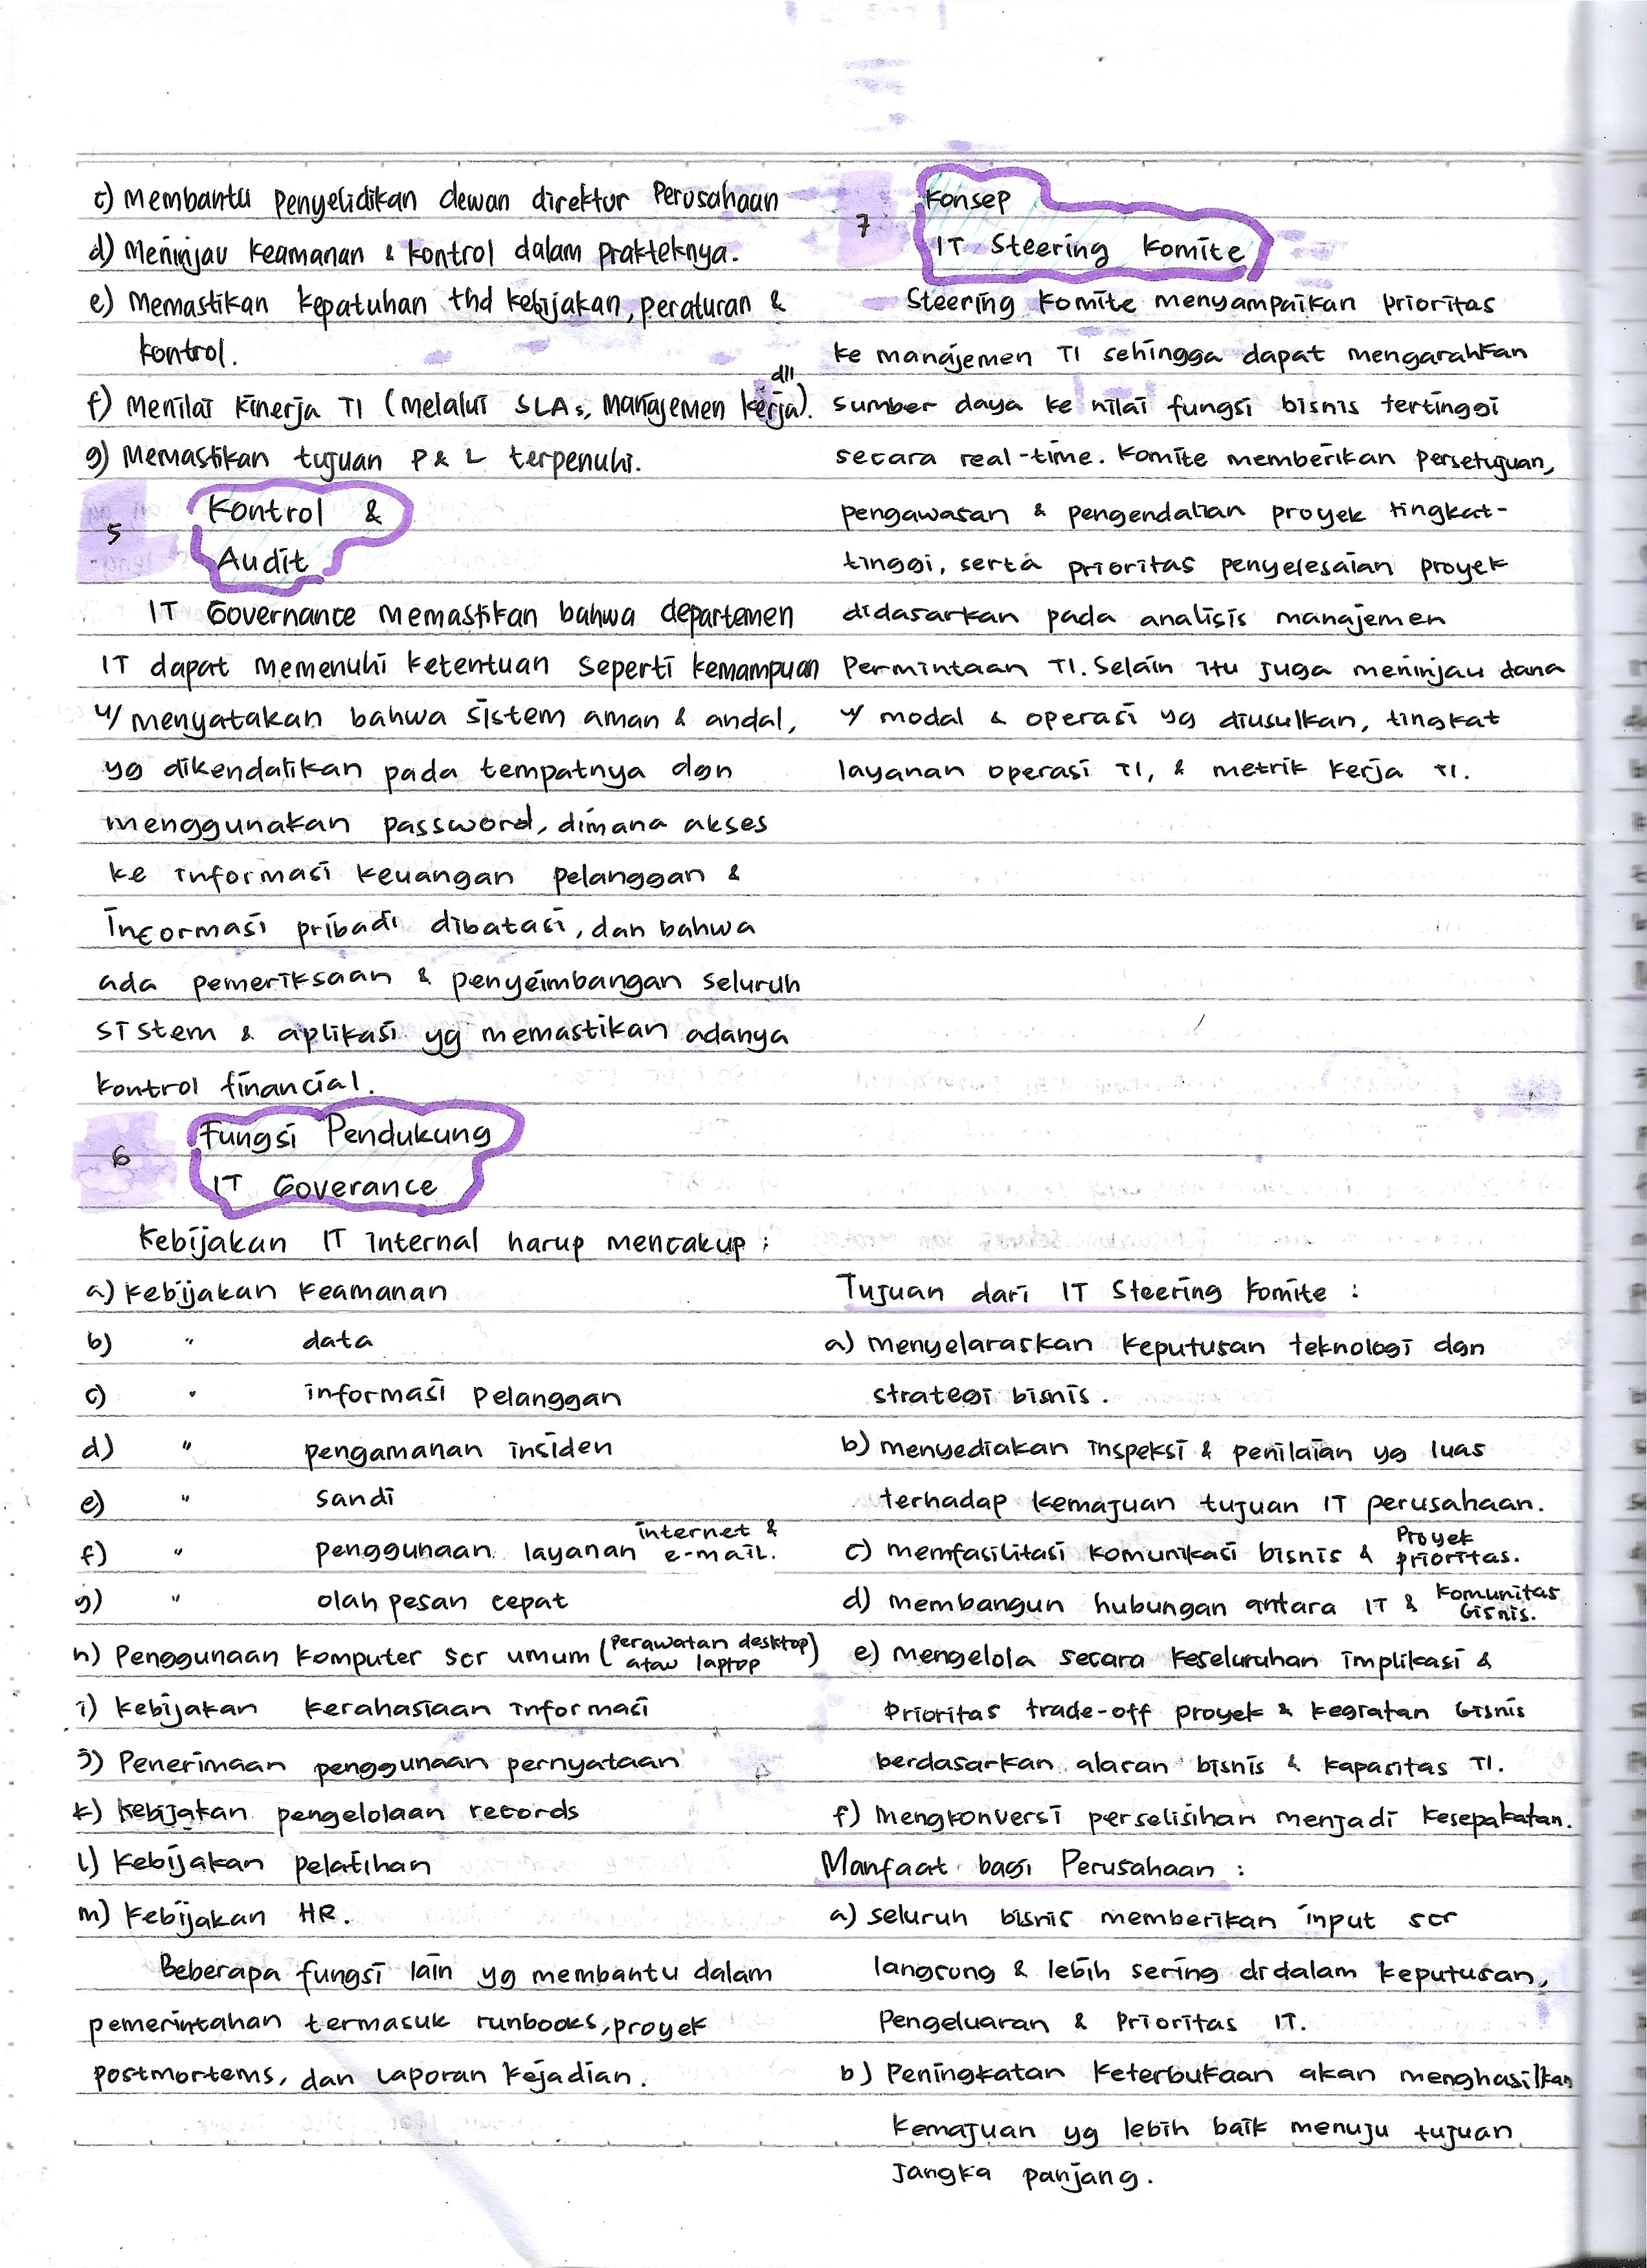 c) Membantu Penyelidikan dewan direktur Perusahaan
d) Meninjau Keamanan & kontrol dalam prakteknya.
e) Memastikan kepatuhan thd kebijakan, peraturan &
kontrol.
f) Menilai Kinerja TI (melalui SLAs, Manajemen kerja dll).
g) Memastikan tujuan P & L terpenuhi.
5
Kontrol &
Audit
IT Governance memastikan bahwa departemen
IT dapat memenuhi ketentuan seperti kemampuan
u/ menyatakan bahwa sistem aman & andal,
yg dikendalikan pada tempatnya dgn
menggunakan password, dimana akses
ke informasi keuangan pelanggan &
Informasi pribadi dibatasi, dan bahwa
ada pemeriksaan & penyeimbangan seluruh
sistem & aplikasi yg memastikan adanya
kontrol financial.
6
Fungsi Pendukung
IT Goverance
Kebijakan IT internal harup mencakup :
a) Kebijakan Keamanan
b) " data
c) " informasi Pelanggan
d) " pengamanan insiden
e) " Sandi
f) " penggunaan layanan internet & e-mail.
g) " olah pesan cepat
h) Penggunaan Komputer scr umum (perawatan desktop atau laptop)
i) Kebijakan kerahasiaan informasi
j) Penerimaan penggunaan pernyataan
k) Kebijakan pengelolaan records
l) Kebijakan pelatihan
m) Kebijakan HR.
Beberapa fungsi lain yg membantu dalam
pemerintahan termasuk runbooks, proyek
postmortems, dan laporan kejadian.
7
Konsep
IT Steering Komite
Steering Komite menyampaikan prioritas
ke manajemen TI sehingga dapat mengarahkan
sumber daya ke nilai fungsi bisnis tertinggi
secara real-time. Komite memberikan persetujuan,
pengawasan & pengendalian proyek tingkat-
tinggi, serta prioritas penyelesaian proyek
didasarkan pada analisis manajemen
Permintaan TI. Selain itu juga meninjau dana
u/ modal & operasi yg diusulkan, tingkat
layanan operasi TI, & metrik kerja TI.
Tujuan dari IT Steering Komite :
a) menyelaraskan keputusan teknologi dgn
strategi bisnis.
b) menyediakan inspeksi & penilaian yg luas
terhadap kemajuan tujuan IT perusahaan.
c) memfasilitasi komunikasi bisnis & Proyek prioritas.
d) membangun hubungan antara IT & Komunitas bisnis.
e) mengelola secara keseluruhan implikasi &
Prioritas trade-off proyek & kegiatan bisnis
berdasarkan alasan bisnis & kapasitas TI.
f) Mengkonversi perselisihan menjadi kesepakatan.
Manfaat bagi Perusahaan :
a) seluruh bisnis memberikan input scr
langsung & lebih sering didalam keputusan,
Pengeluaran & Prioritas IT.
b) Peningkatan Keterbukaan akan menghasilkan
kemajuan yg lebih baik menuju tujuan
Jangka panjang.